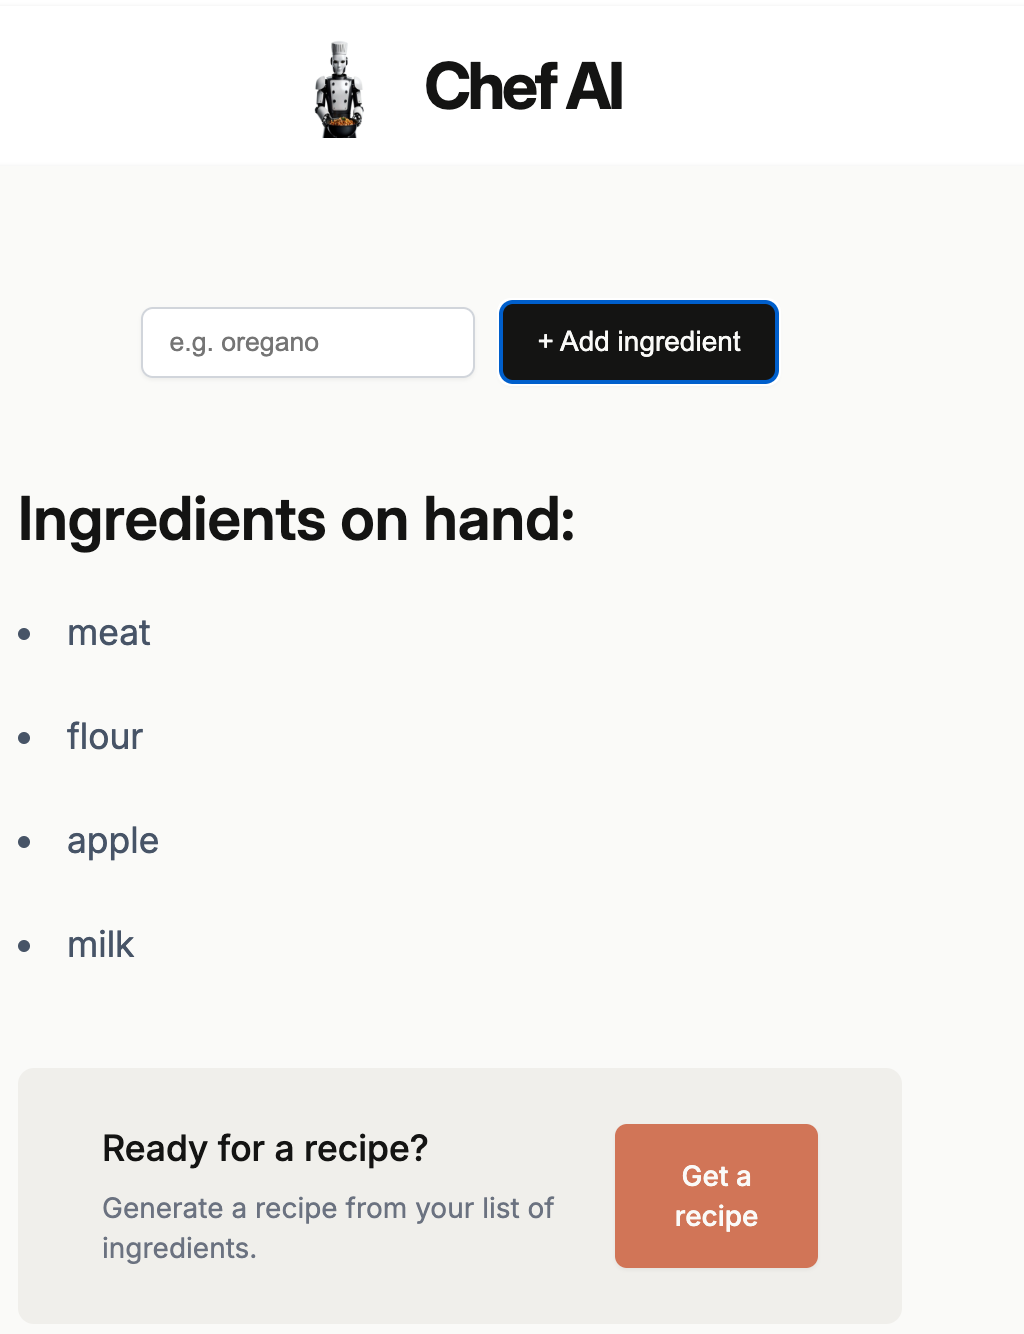 Chef AI
e.g. oregano
+ Add ingredient
Ingredients on hand:
• meat
• flour
• apple
• milk
Ready for a recipe?
Generate a recipe from your list of
ingredients.
Get a
recipe